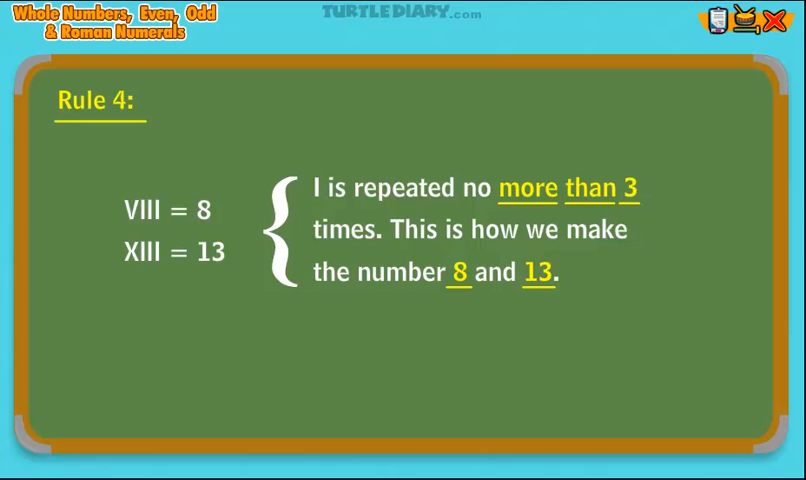 Whole Numbers, Even, Odd
& Roman Numerals
TURTLEDIARY.com
Rule 4:
VIII = 8
XIII = 13
I is repeated no more than 3
times. This is how we make
the number 8 and 13.